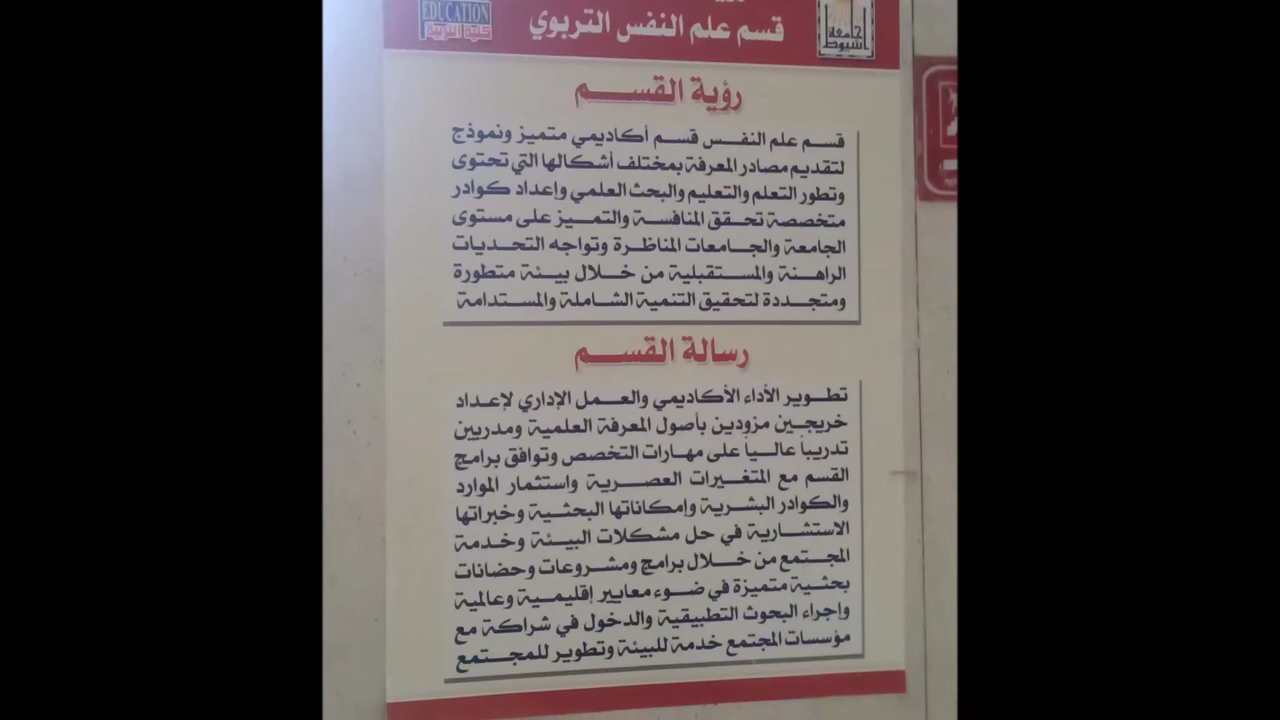 EDUCATION
كلية التربية
قسم علم النفس التربوي
جامعة اسيوط
رؤية القسم
قسم علم النفس قسم أكاديمي متميز ونموذج
لتقديم مصادر المعرفة بمختلف أشكالها التي تحتوى
وتطور التعلم والتعليم والبحث العلمي وإعداد كوادر
متخصصة تحقق المنافسة والتميز على مستوى
الجامعة والجامعات المناظرة وتواجه التحديات
الراهنة والمستقبلية من خلال بيئة متطورة
ومتجددة لتحقيق التنمية الشاملة والمستدامة
رسالة القسم
تطوير الأداء الأكاديمي والعمل الإداري لإعداد
خريجين مزودين بأصول المعرفة العلمية ومدربين
تدريباً عالياً على مهارات التخصص وتوافق برامج
القسم مع المتغيرات العصرية واستثمار الموارد
والكوادر البشرية وإمكاناتها البحثية وخبراتها
الاستشارية في حل مشكلات البيئة وخدمة
المجتمع من خلال برامج ومشروعات وحضانات
بحثية متميزة في ضوء معايير إقليمية وعالمية
وإجراء البحوث التطبيقية والدخول في شراكة مع
مؤسسات المجتمع خدمة للبيئة وتطوير للمجتمع